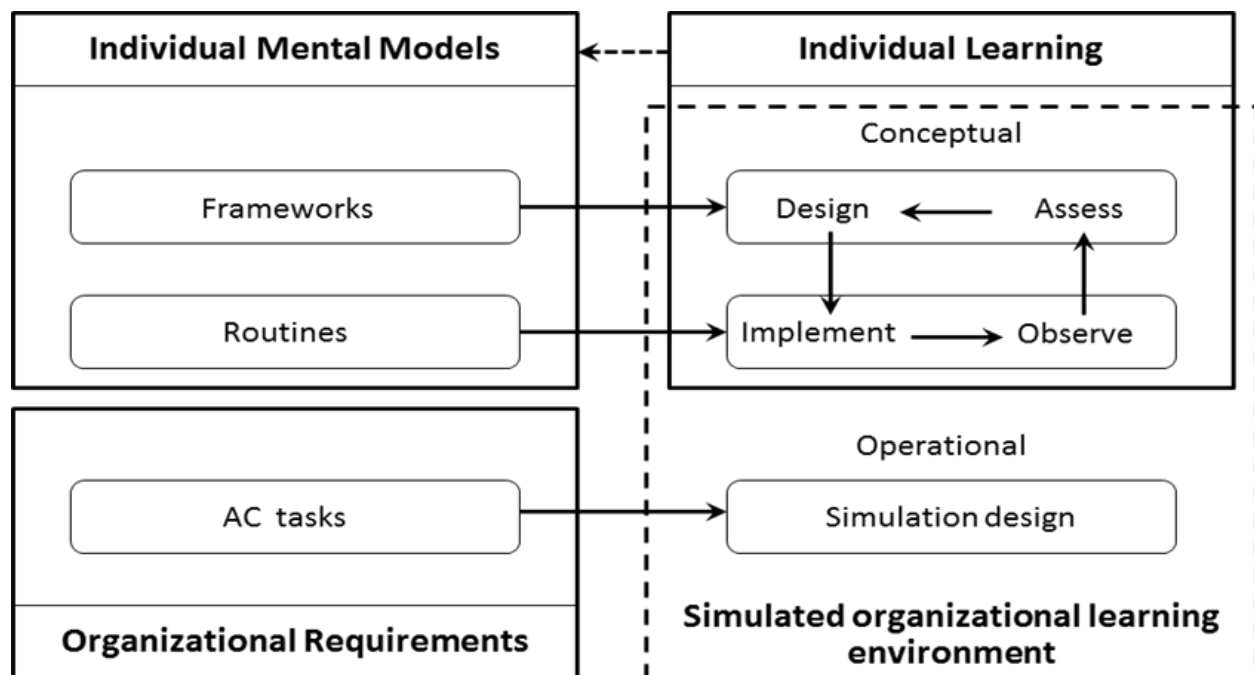 Individual Mental Models
Individual Learning
Conceptual
Frameworks
Design
Assess
Routines
Implement
Observe
Operational
AC tasks
Simulation design
Organizational Requirements
Simulated organizational learning
environment